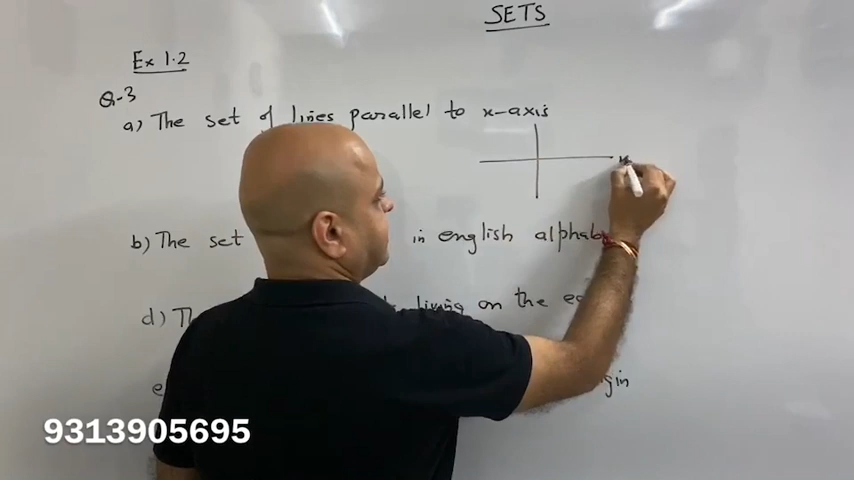 SETS
Ex 1.2
Q-3
a) The set of lines parallel to x-axis
x
b) The set in english alphab
d) T living on the e
e gin
9313905695